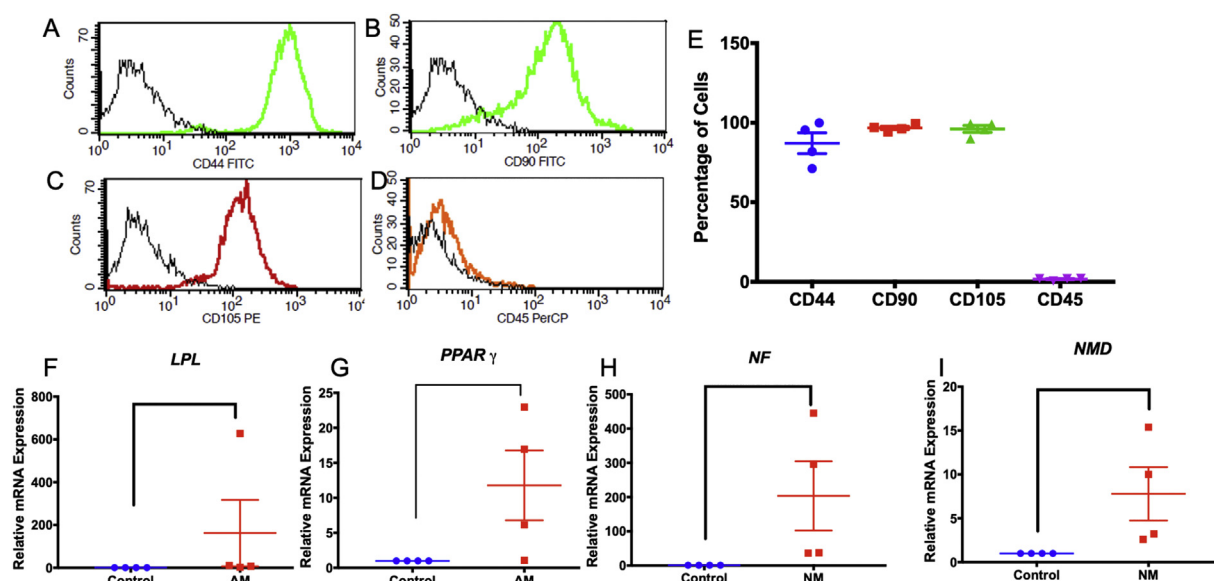 A
70
Counts
0
10⁰ 10¹ 10² 10³ 10⁴
CD44 FITC
B
Counts
0 10 20 30 40 50
10⁰ 10¹ 10² 10³ 10⁴
CD90 FITC
C
70
Counts
0
10⁰ 10¹ 10² 10³ 10⁴
CD105 PE
D
Counts
0 10 20 30 40 50
10⁰ 10¹ 10² 10³ 10⁴
CD45 PerCP
E
Percentage of Cells
150
100
50
0
CD44 CD90 CD105 CD45
F
LPL
Relative mRNA Expression
800
600
400
200
0
Control AM
G
PPAR γ
Relative mRNA Expression
25
20
15
10
5
0
Control AM
H
NF
Relative mRNA Expression
500
400
300
200
100
0
Control NM
I
NMD
Relative mRNA Expression
20
15
10
5
0
Control NM